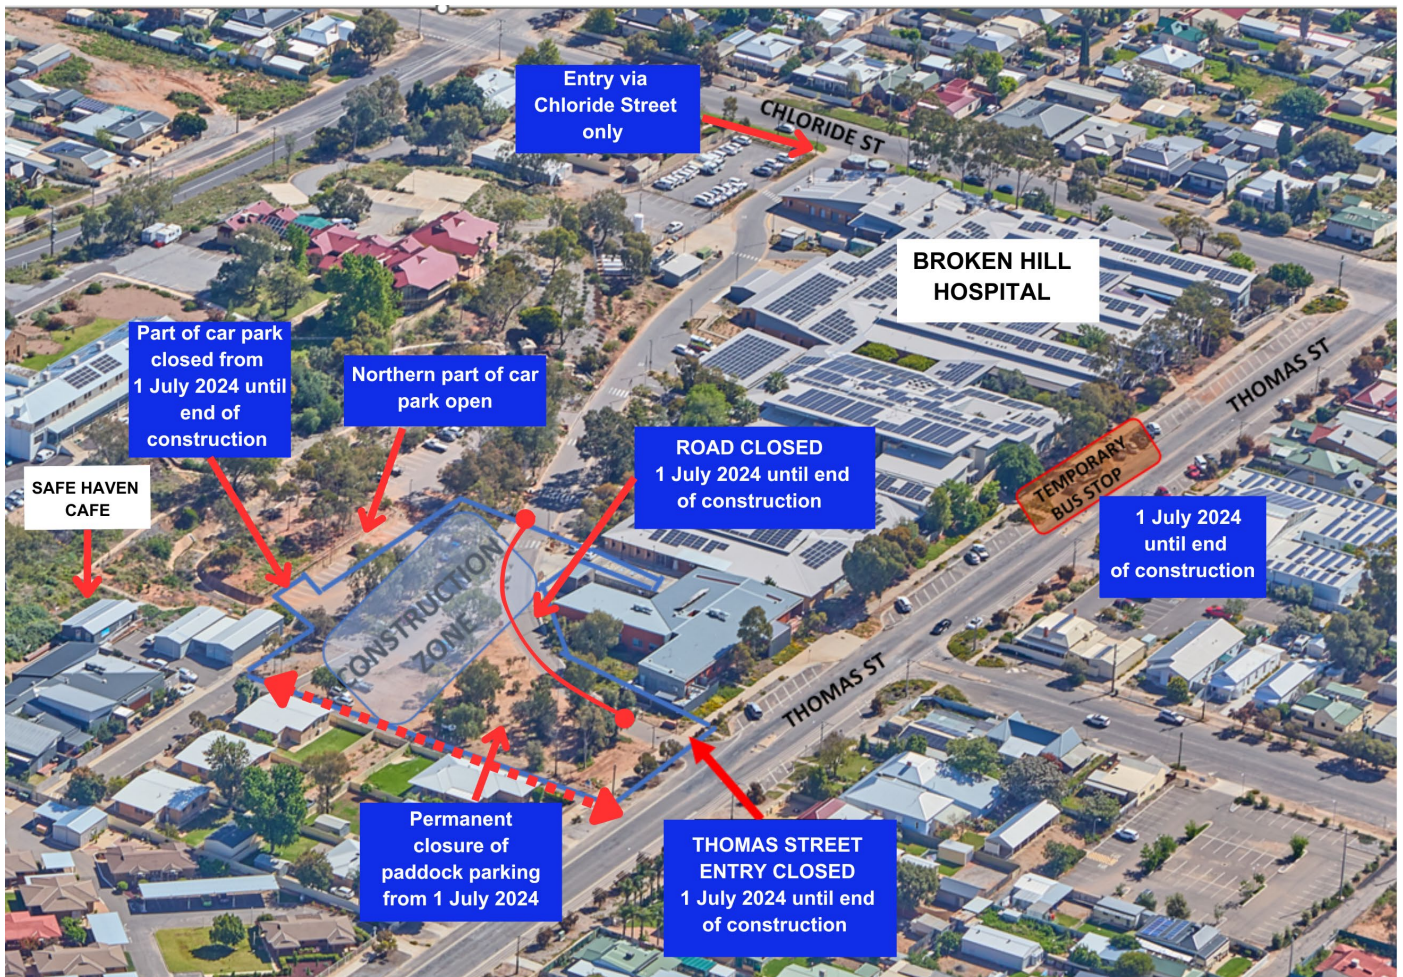 Entry via
Chloride Street
only
CHLORIDE ST
BROKEN HILL
HOSPITAL
THOMAS ST
Part of car park
closed from
1 July 2024 until
end of
construction
Northern part of car
park open
ROAD CLOSED
1 July 2024 until end
of construction
TEMPORARY
BUS STOP
1 July 2024
until end
of construction
SAFE HAVEN
CAFE
CONSTRUCTION
ZONE
THOMAS ST
Permanent
closure of
paddock parking
from 1 July 2024
THOMAS STREET
ENTRY CLOSED
1 July 2024 until end
of construction